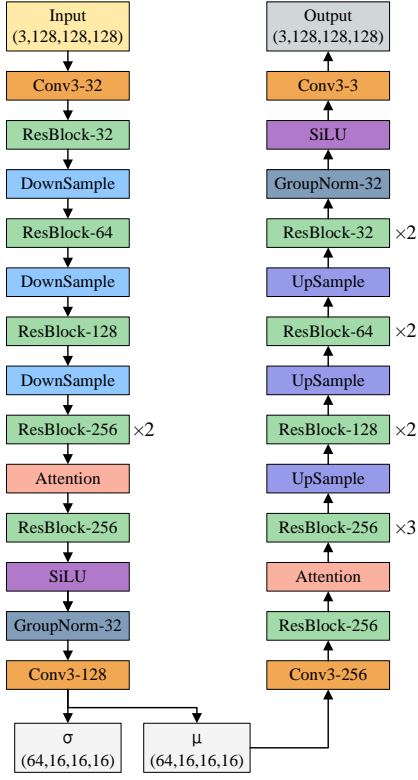 Input
(3,128,128,128)
Conv3-32
ResBlock-32
DownSample
ResBlock-64
DownSample
ResBlock-128
DownSample
ResBlock-256 ×2
Attention
ResBlock-256
SiLU
GroupNorm-32
Conv3-128
σ
(64,16,16,16)
μ
(64,16,16,16)
Output
(3,128,128,128)
Conv3-3
SiLU
GroupNorm-32
ResBlock-32 ×2
UpSample
ResBlock-64 ×2
UpSample
ResBlock-128 ×2
UpSample
ResBlock-256 ×3
Attention
ResBlock-256
Conv3-256